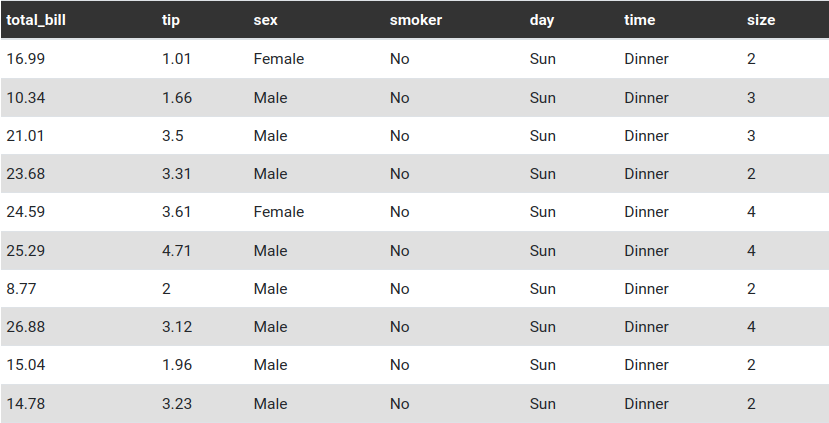 total_bill tip sex smoker day time size
16.99 1.01 Female No Sun Dinner 2
10.34 1.66 Male No Sun Dinner 3
21.01 3.5 Male No Sun Dinner 3
23.68 3.31 Male No Sun Dinner 2
24.59 3.61 Female No Sun Dinner 4
25.29 4.71 Male No Sun Dinner 4
8.77 2 Male No Sun Dinner 2
26.88 3.12 Male No Sun Dinner 4
15.04 1.96 Male No Sun Dinner 2
14.78 3.23 Male No Sun Dinner 2